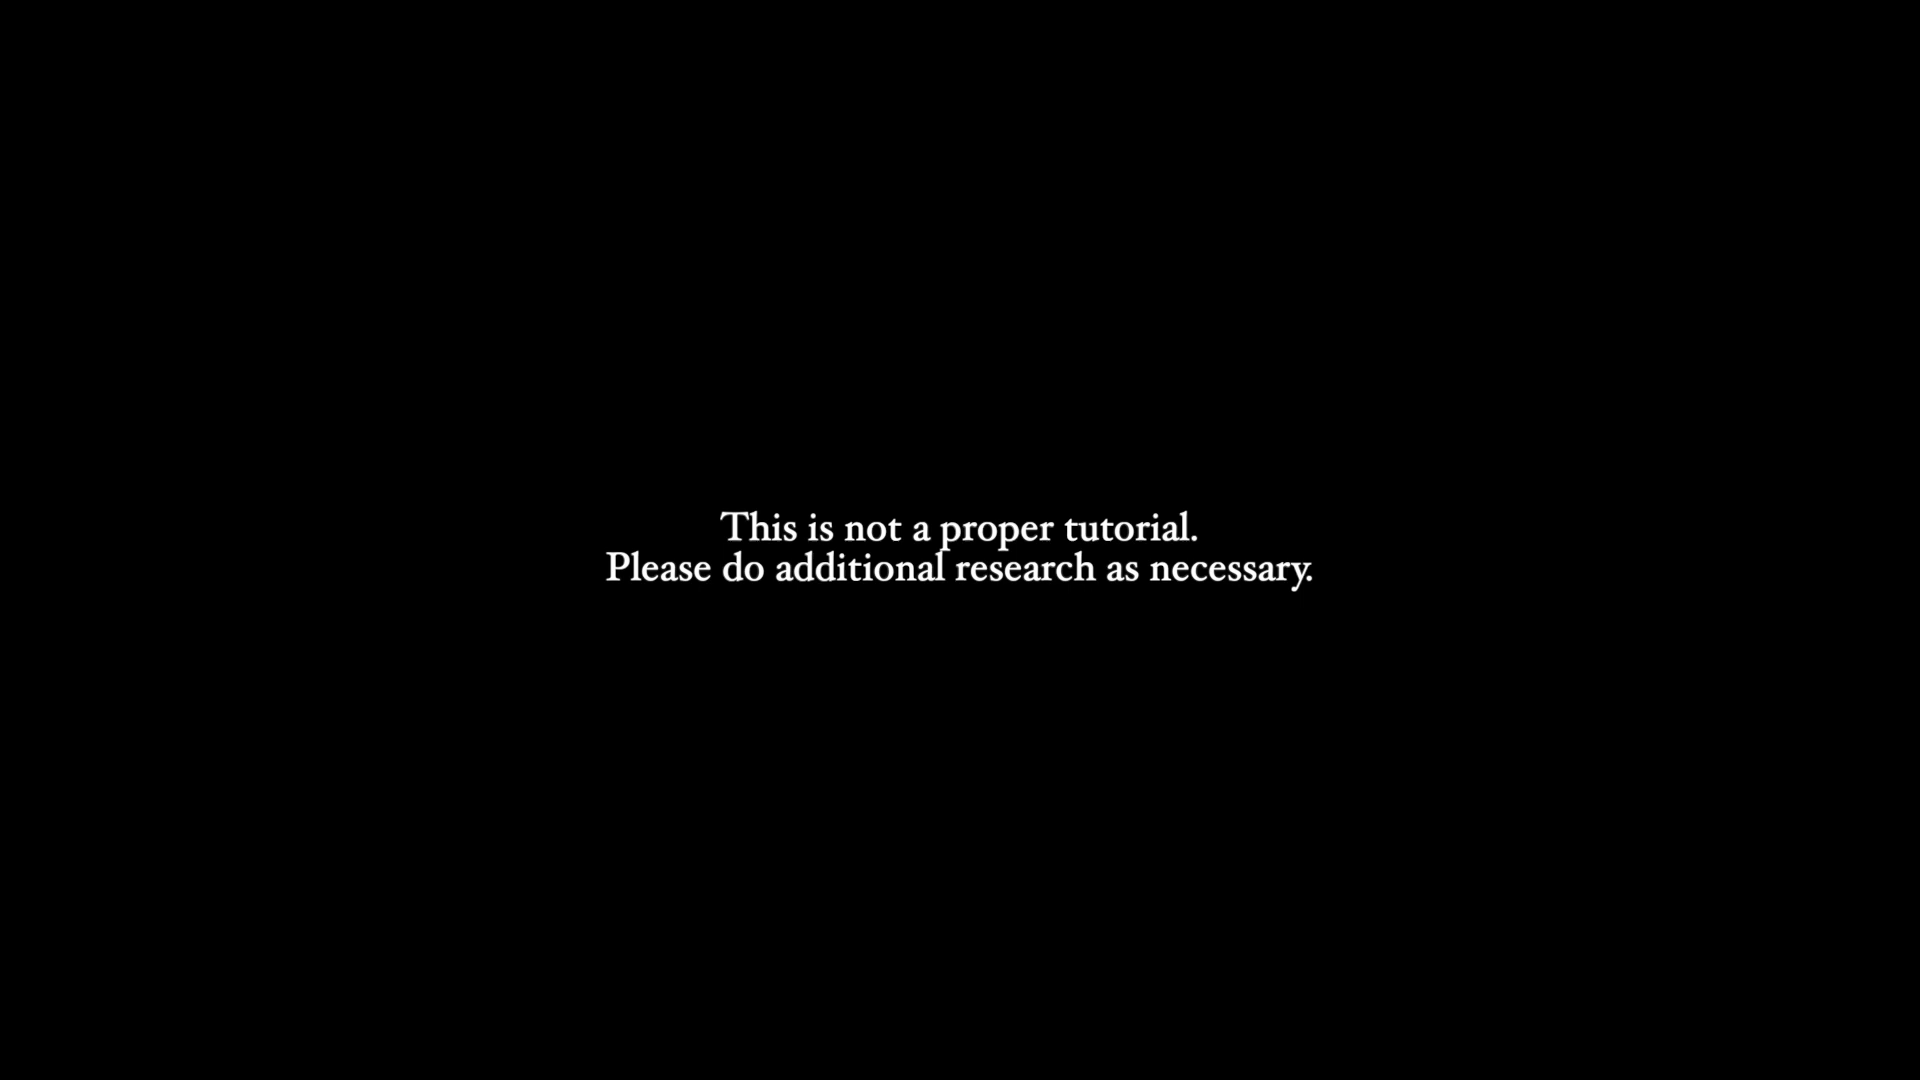 This is not a proper tutorial.
Please do additional research as necessary.